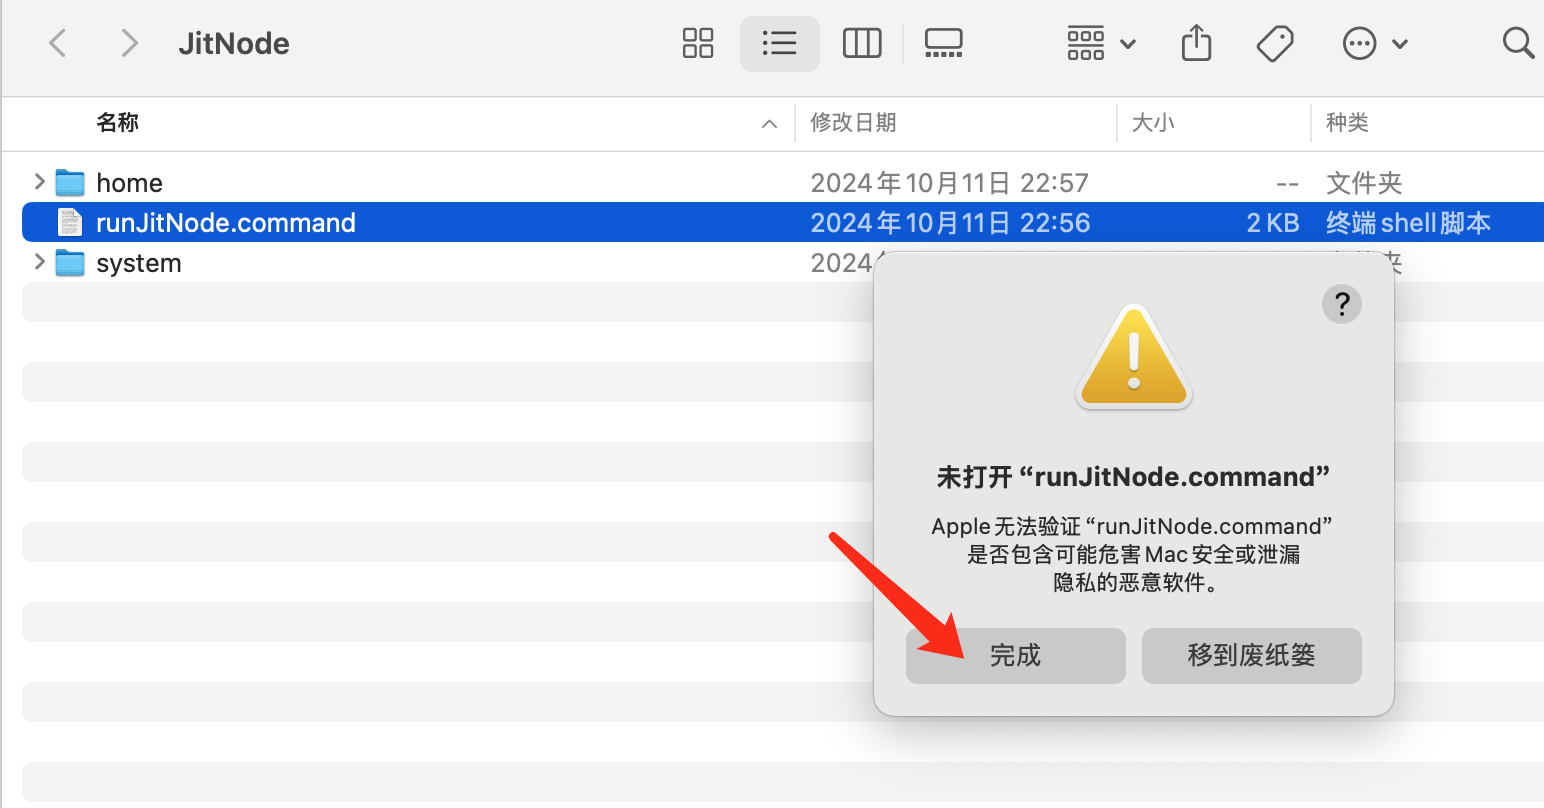 JitNode
名称
修改日期
大小
种类
home
2024年10月11日 22:57
--
文件夹
runJitNode.command
2024年10月11日 22:56
2 KB
终端shell脚本
system
2024
?
未打开 “runJitNode.command”
Apple无法验证 “runJitNode.command”
是否包含可能危害Mac安全或泄漏
隐私的恶意软件。
完成
移到废纸篓